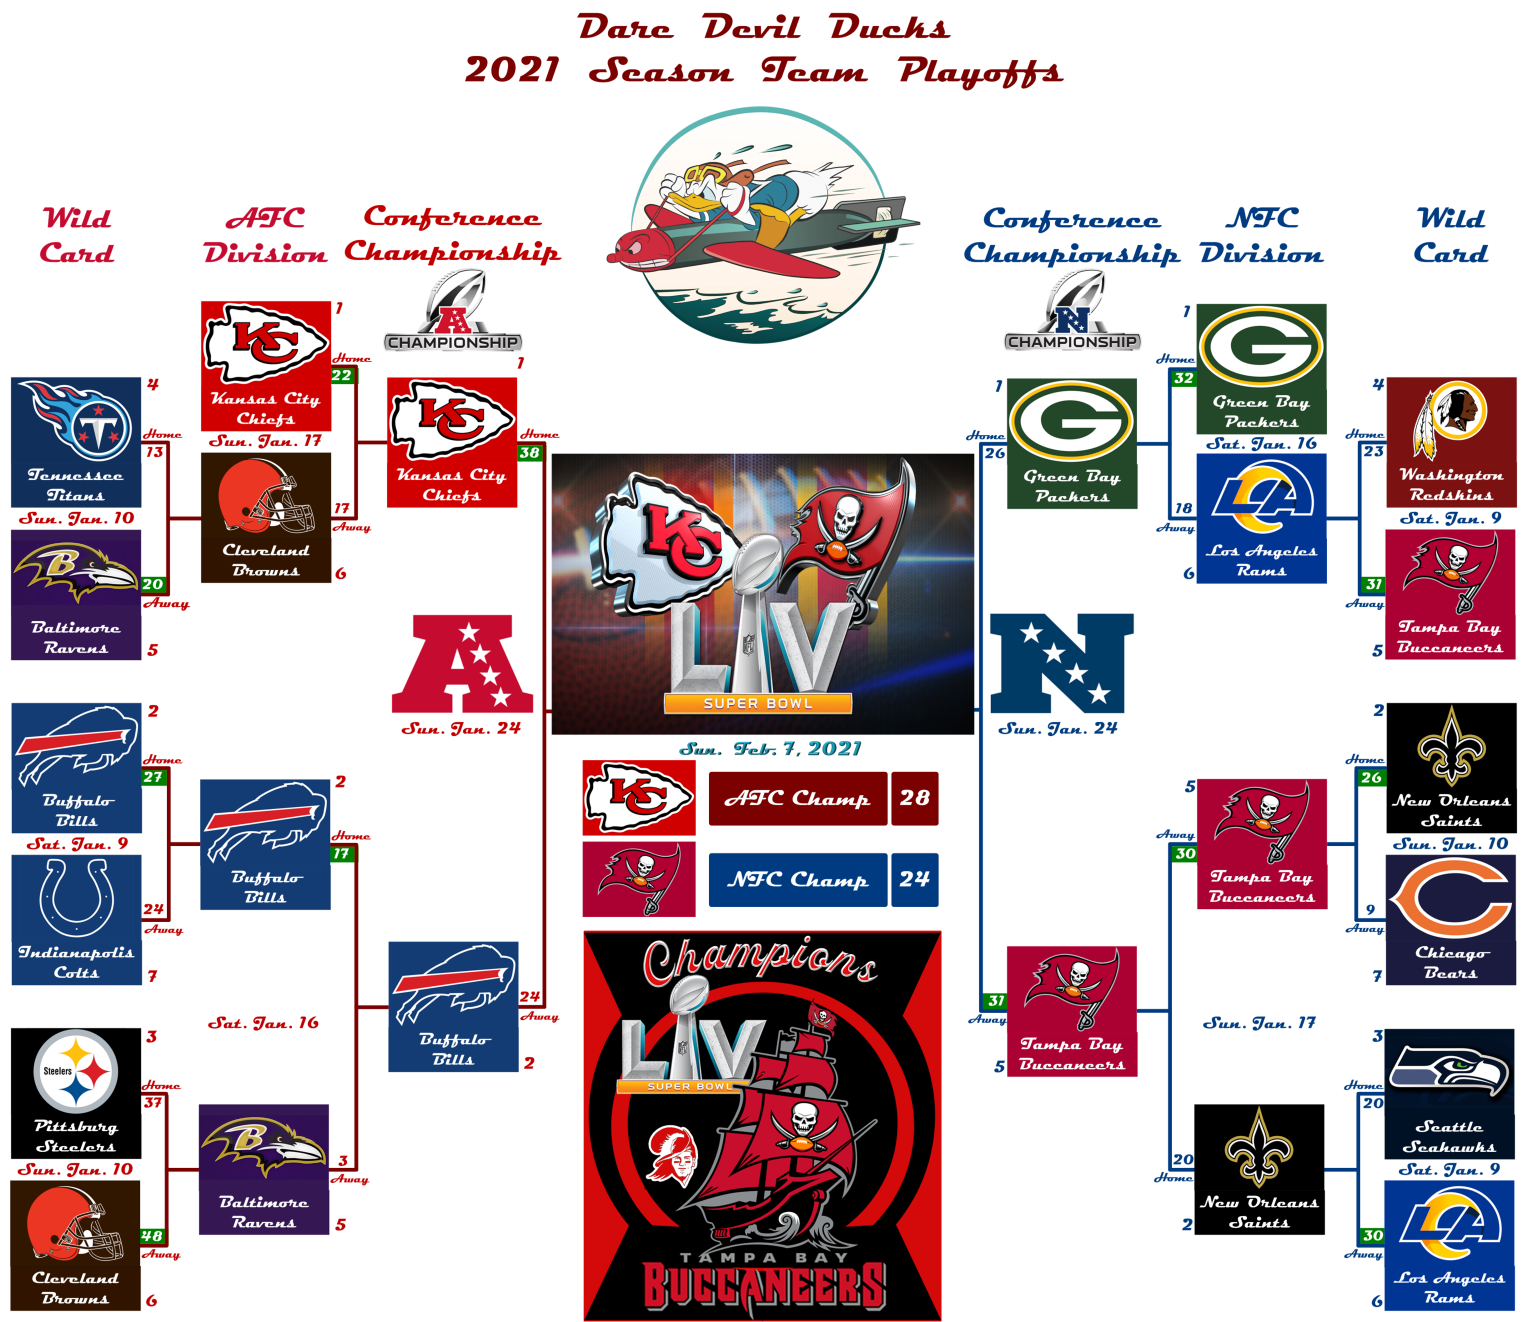 Dare Devil Ducks
2021 Season Team Playoffs
Wild
Card
AFC
Division
Conference
Championship
Conference
Championship
NFC
Division
Wild
Card
A
CHAMPIONSHIP
N
CHAMPIONSHIP
4
T
Home
13
Tennessee
Titans
Sun. Jan. 10
B
20
Away
Baltimore
Ravens
5
2
Home
27
Buffalo
Bills
Sat. Jan. 9
24
Away
Indianapolis
Colts
7
3
Steelers
Home
37
Pittsburg
Steelers
Sun. Jan. 10
48
Away
Cleveland
Browns
6
1
KC
Home
22
Kansas City
Chiefs
Sun. Jan. 17
17
Away
Cleveland
Browns
6
2
Home
17
Buffalo
Bills
Sat. Jan. 16
B
3
Away
Baltimore
Ravens
5
1
KC
Home
38
Kansas City
Chiefs
A
Sun. Jan. 24
24
Away
Buffalo
Bills
2
KC
LIV
NFL
SUPER BOWL
Sun. Feb. 7, 2021
KC
AFC Champ 28
NFC Champ 24
Champions
LIV
NFL
SUPER BOWL
TAMPA BAY
BUCCANEERS
1
G
Home
26
Green Bay
Packers
N
Sun. Jan. 24
31
Away
Tampa Bay
Buccaneers
5
1
G
Home
32
Green Bay
Packers
Sat. Jan. 16
LA
18
Away
Los Angeles
Rams
6
5
Away
30
Tampa Bay
Buccaneers
Sun. Jan. 17
20
Home
New Orleans
Saints
2
4
Home
23
Washington
Redskins
Sat. Jan. 9
31
Away
Tampa Bay
Buccaneers
5
2
Home
26
New Orleans
Saints
Sun. Jan. 10
C
9
Away
Chicago
Bears
7
3
Home
20
Seattle
Seahawks
Sat. Jan. 9
LA
30
Away
Los Angeles
Rams
6